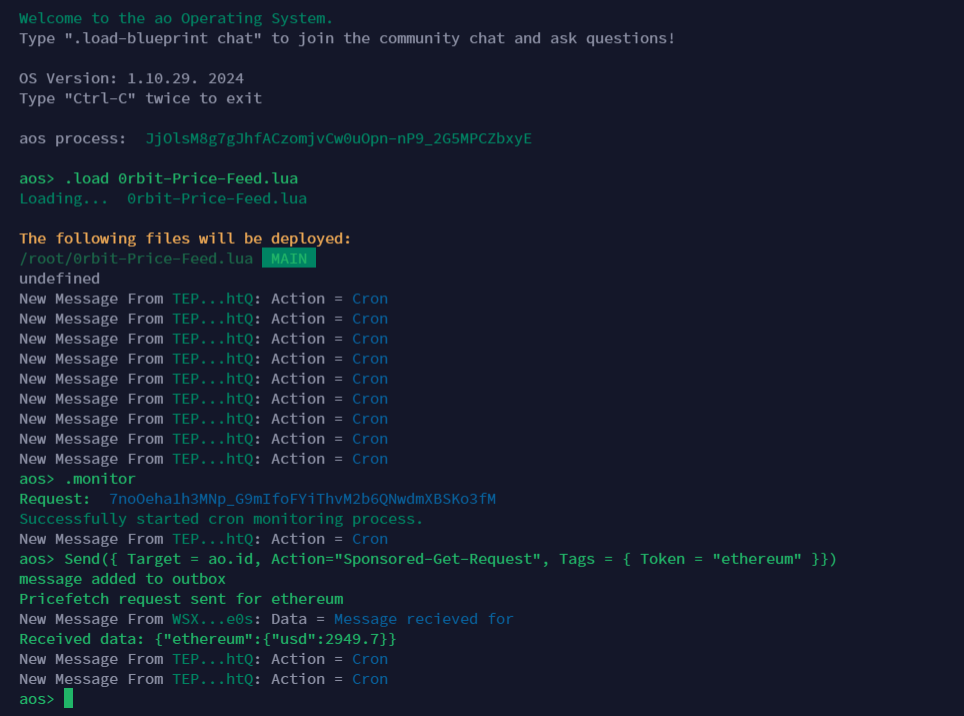 Welcome to the ao Operating System.
Type ".load-blueprint chat" to join the community chat and ask questions!
OS Version: 1.10.29. 2024
Type "Ctrl-C" twice to exit
aos process:  JjOlsM8g7gJhfACzomjvCw0uOpn-nP9_2G5MPCZbxyE
aos> .load 0rbit-Price-Feed.lua
Loading...  0rbit-Price-Feed.lua
The following files will be deployed:
/root/0rbit-Price-Feed.lua  MAIN
undefined
New Message From TEP...htQ: Action = Cron
New Message From TEP...htQ: Action = Cron
New Message From TEP...htQ: Action = Cron
New Message From TEP...htQ: Action = Cron
New Message From TEP...htQ: Action = Cron
New Message From TEP...htQ: Action = Cron
New Message From TEP...htQ: Action = Cron
New Message From TEP...htQ: Action = Cron
New Message From TEP...htQ: Action = Cron
aos> .monitor
Request:  7noOeha1h3MNp_G9mIfoFYiThvM2b6QNwdmXBSKo3fM
Successfully started cron monitoring process.
New Message From TEP...htQ: Action = Cron
aos> Send({ Target = ao.id, Action="Sponsored-Get-Request", Tags = { Token = "ethereum" }})
message added to outbox
Pricefetch request sent for ethereum
New Message From WSX...e0s: Data = Message recieved for
Received data: {"ethereum":{"usd":2949.7}}
New Message From TEP...htQ: Action = Cron
New Message From TEP...htQ: Action = Cron
aos>